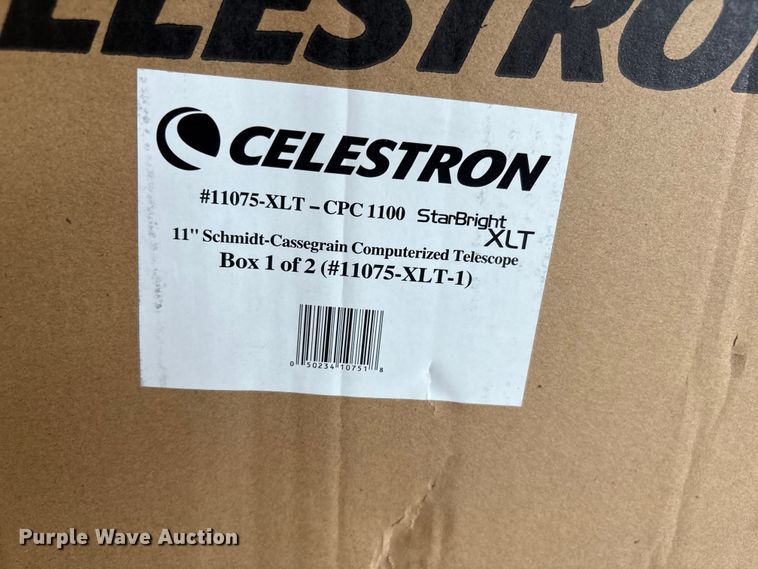 ELESTRO
CELESTRON
#11075-XLT – CPC 1100 StarBright XLT
11" Schmidt-Cassegrain Computerized Telescope
Box 1 of 2 (#11075-XLT-1)
0 50234 10751 8
Purple Wave Auction